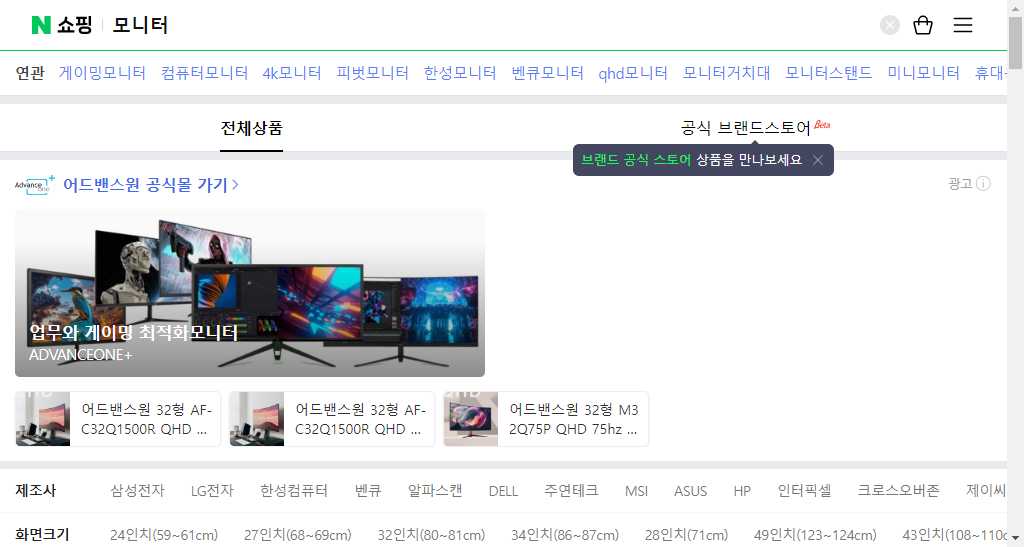 N 쇼핑 모니터
연관 게이밍모니터 컴퓨터모니터 4k모니터 피벗모니터 한성모니터 벤큐모니터 qhd모니터 모니터거치대 모니터스탠드 미니모니터 휴대
전체상품 공식 브랜드스토어 Beta
브랜드 공식 스토어 상품을 만나보세요
Advance One 어드밴스원 공식몰 가기
광고
업무와 게이밍 최적화모니터
ADVANCEONE+
어드밴스원 32형 AF-
C32Q1500R QHD ...
어드밴스원 32형 AF-
C32Q1500R QHD ...
어드밴스원 32형 M3
2Q75P QHD 75hz ...
제조사 삼성전자 LG전자 한성컴퓨터 벤큐 알파스캔 DELL 주연테크 MSI ASUS HP 인터픽셀 크로스오버존 제이씨
화면크기 24인치(59~61cm) 27인치(68~69cm) 32인치(80~81cm) 34인치(86~87cm) 28인치(71cm) 49인치(123~124cm) 43인치(108~110c